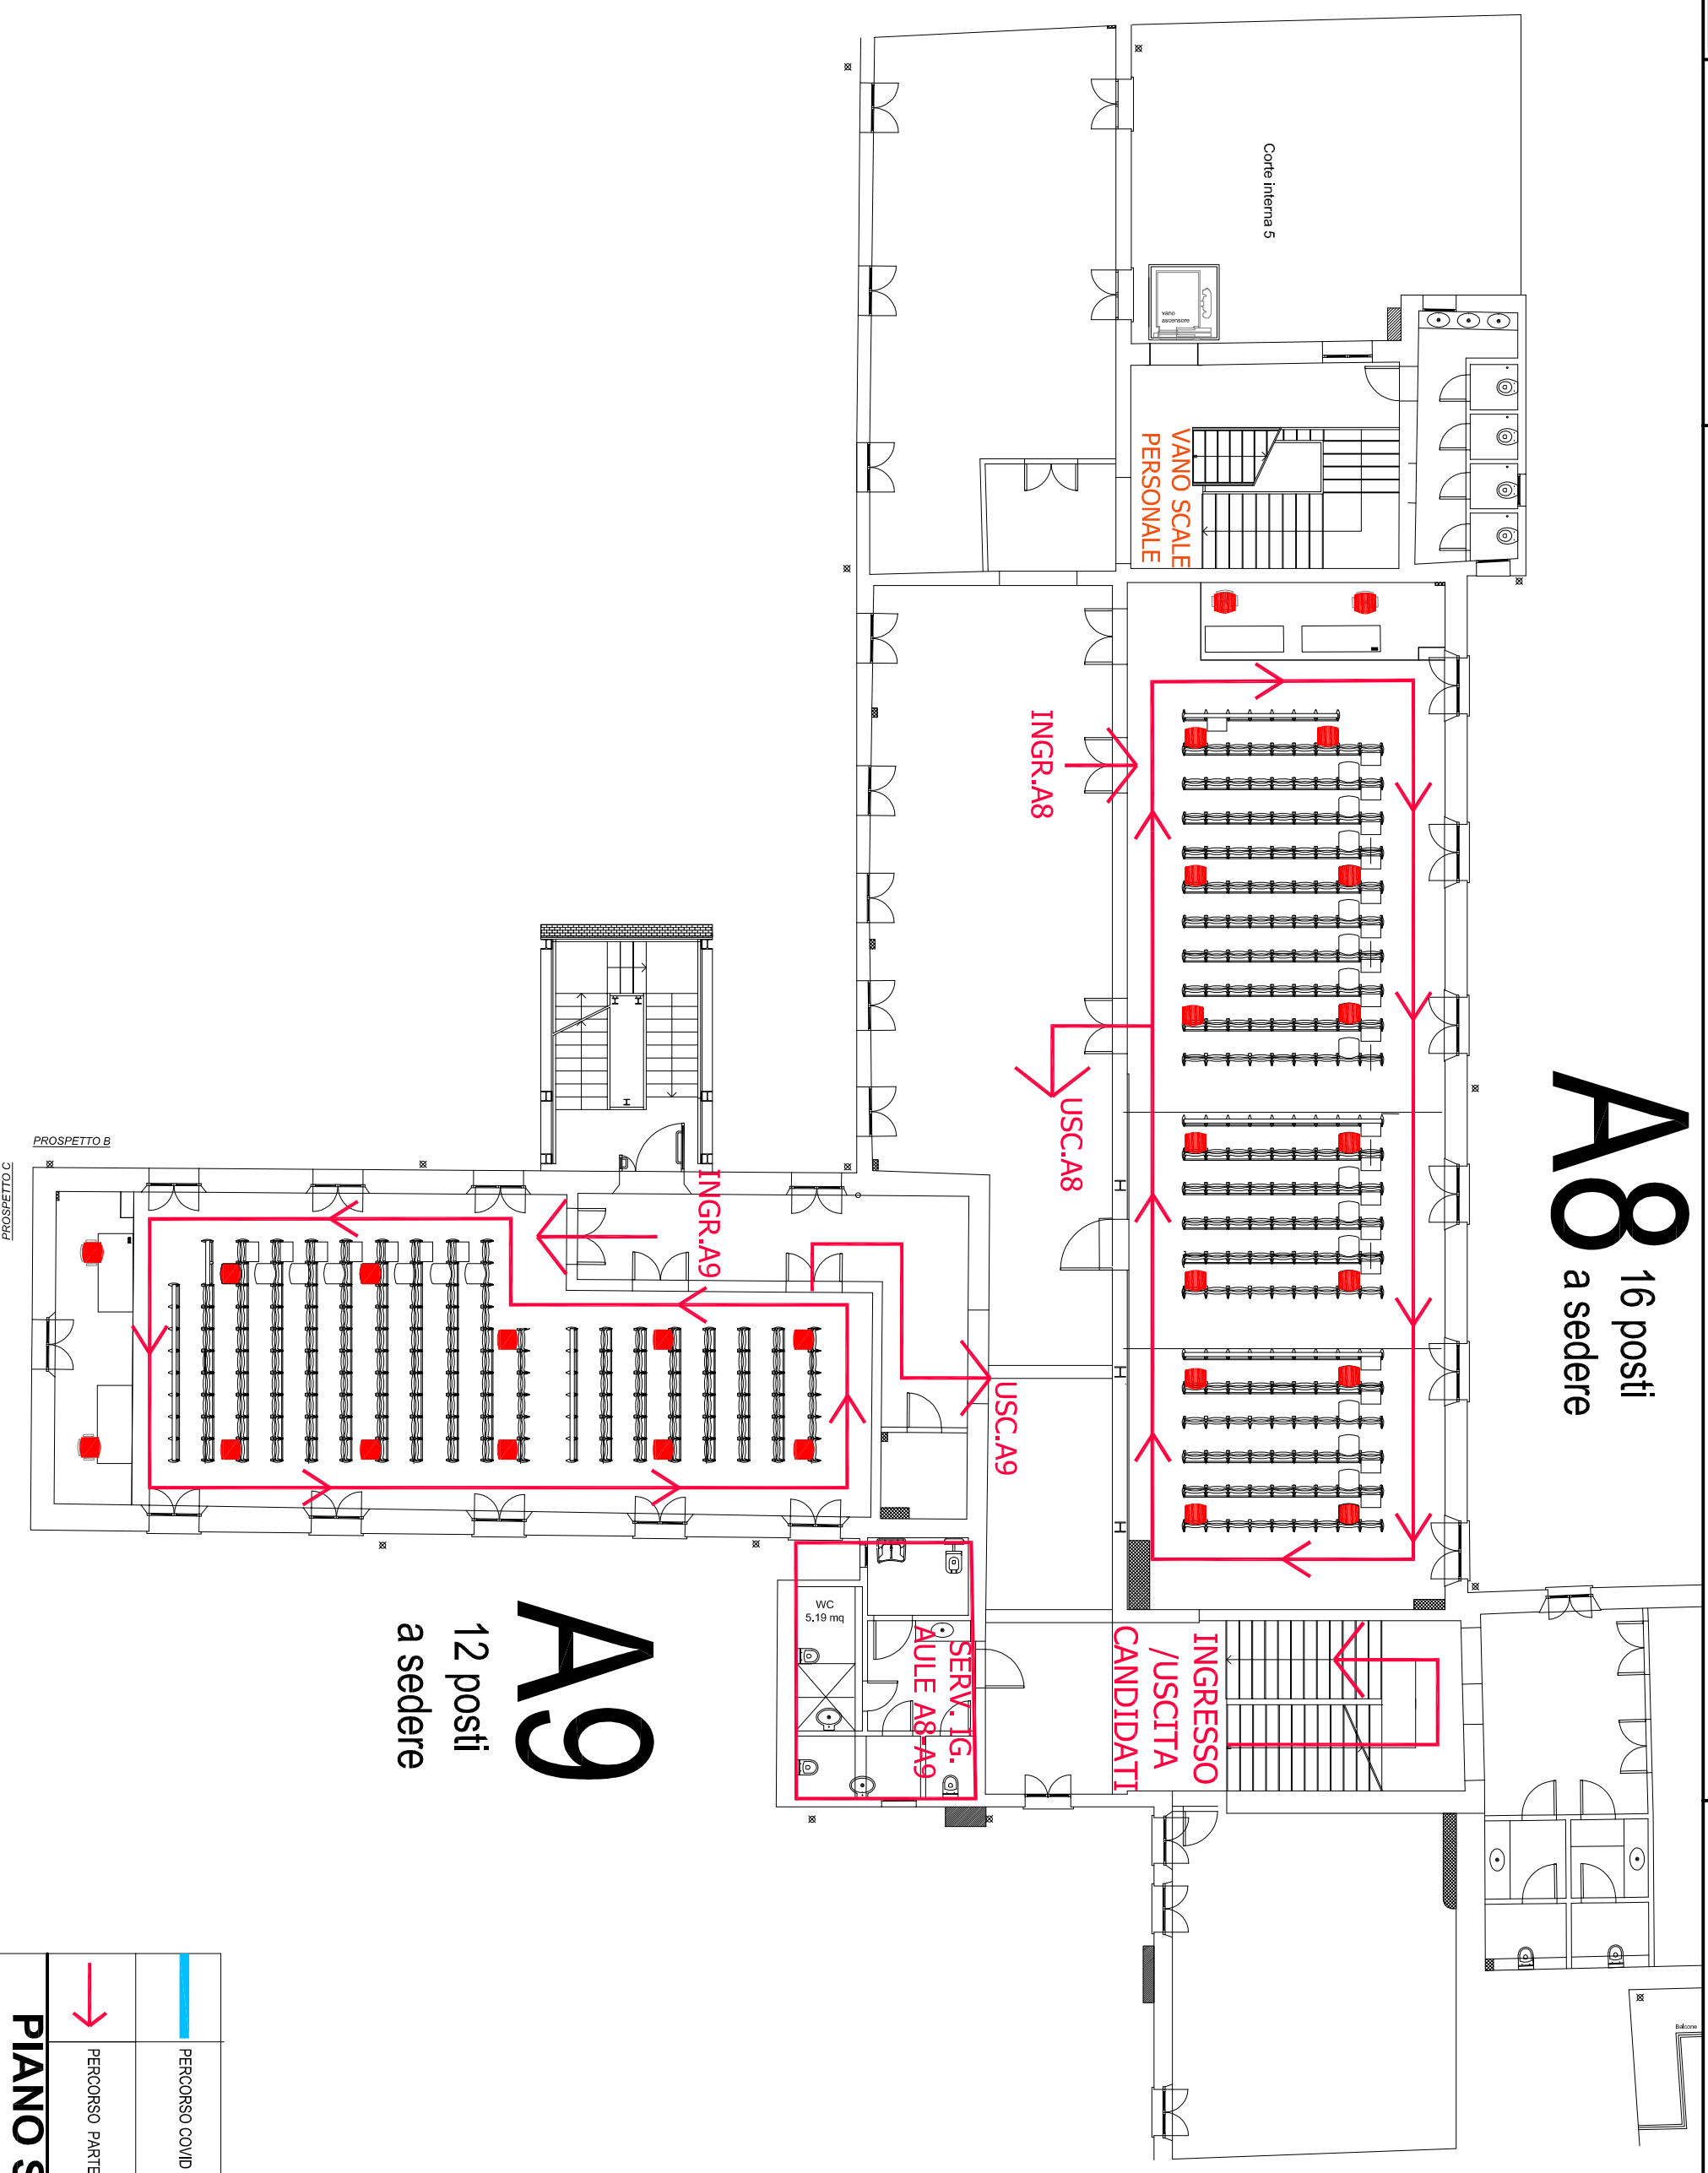 Corte interna 5
vano
ascensore
VANO SCALE
PERSONALE
INGR.A8
USC.A8
A8
16 posti
a sedere
PROSPETTO B
PROSPETTO C
INGR.A9
USC.A9
A9
12 posti
a sedere
WC
5.19 mq
SERV. IG.
AULE A8-A9
INGRESSO
/USCITA
CANDIDATI
Balcone
PERCORSO COVID
PERCORSO PARTE
PIANO S